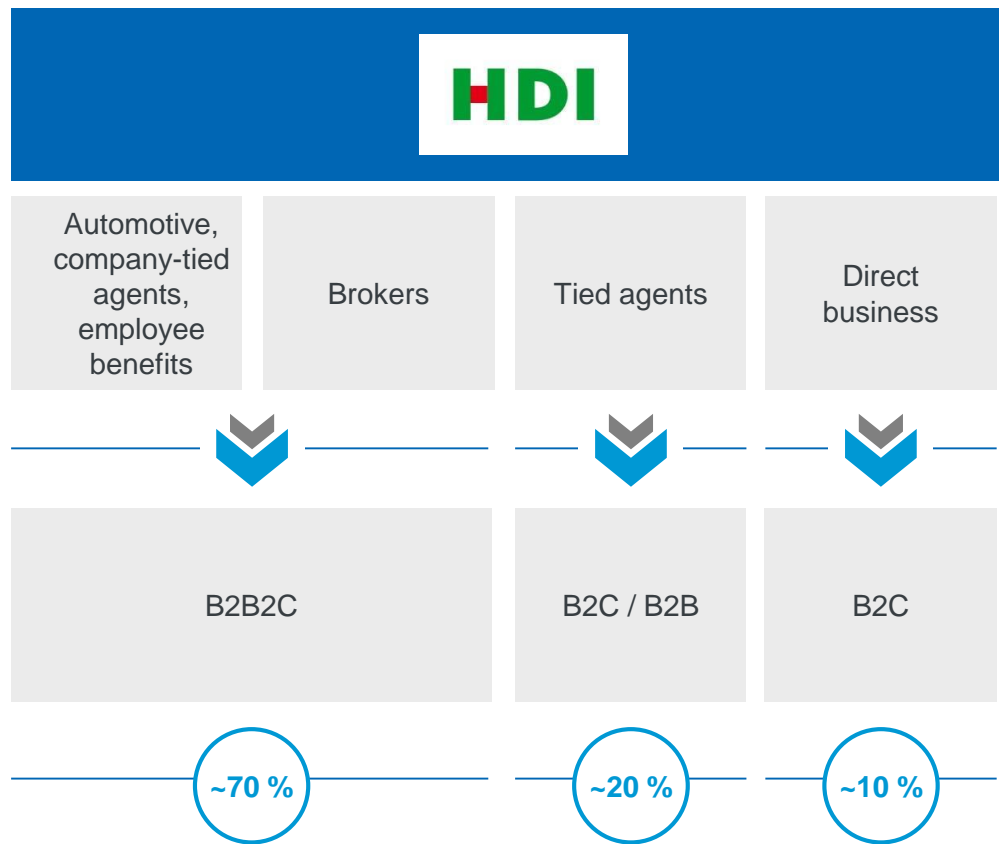 HDI
Automotive,
company-tied
agents,
employee
benefits
Brokers
Tied agents
Direct
business
B2B2C
B2C / B2B
B2C
~70 %
~20 %
~10 %